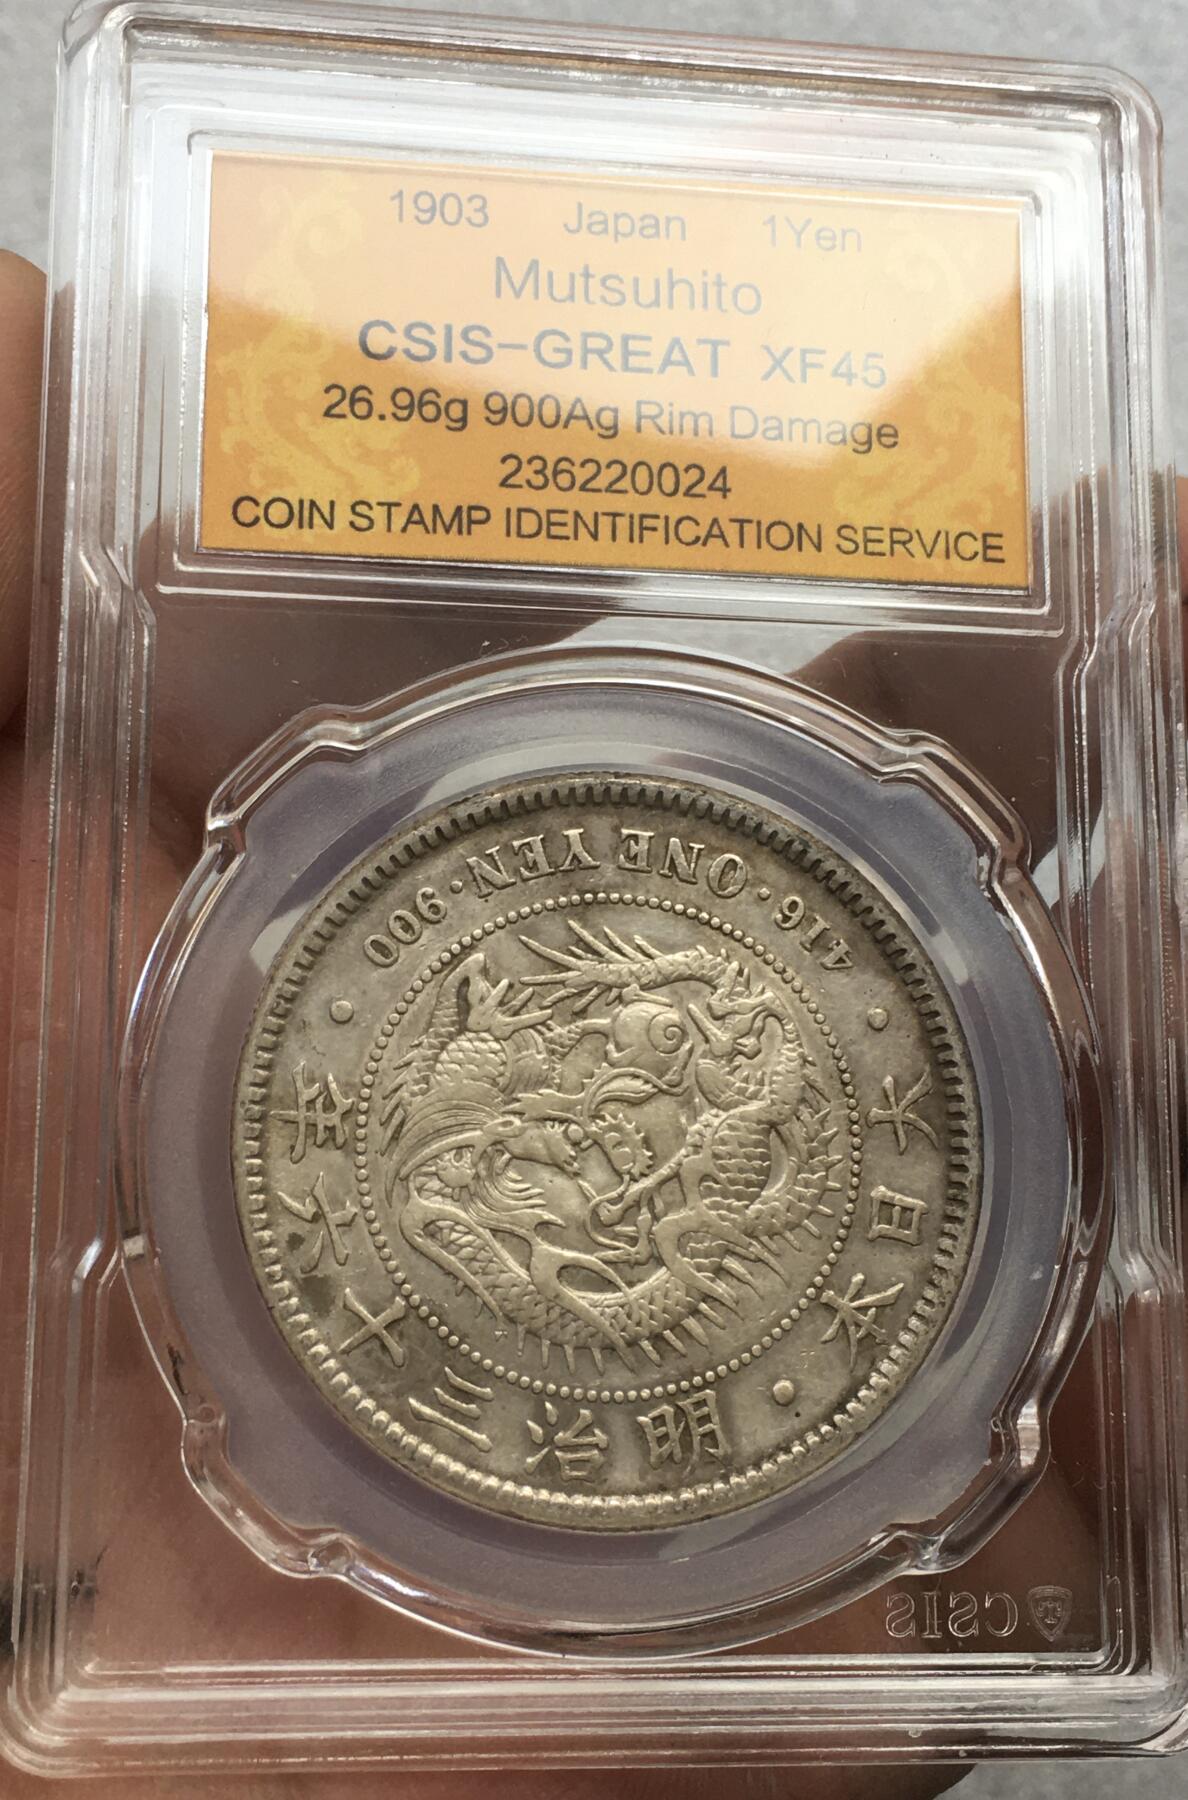 1903 Japan 1Yen
Mutsuhito
CSIS-GREAT XF45
26.96g 900Ag Rim Damage
236220024
COIN STAMP IDENTIFICATION SERVICE
416 · ONE YEN · 900
大日本 · 明治三十六年
CSIS